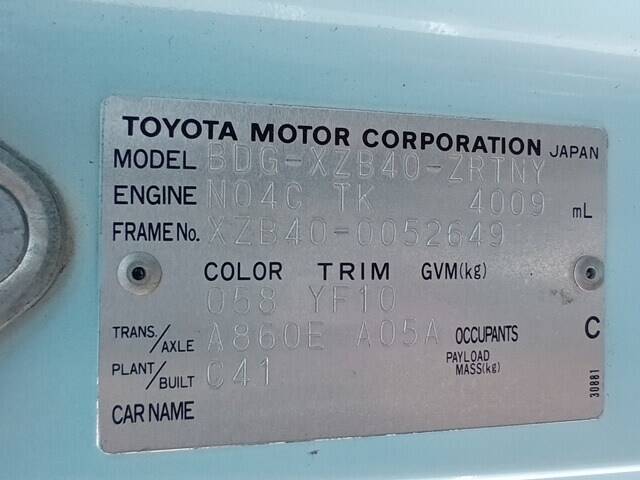 TOYOTA MOTOR CORPORATION JAPAN
MODEL BDG-XZB40-ZRTNY
ENGINE N04C TK 4009 mL
FRAME No. XZB40-0052649
COLOR TRIM GVM(kg)
058 YF10
TRANS./AXLE A860E A05A OCCUPANTS C
PLANT/BUILT C41 PAYLOAD MASS(kg)
CAR NAME
30881